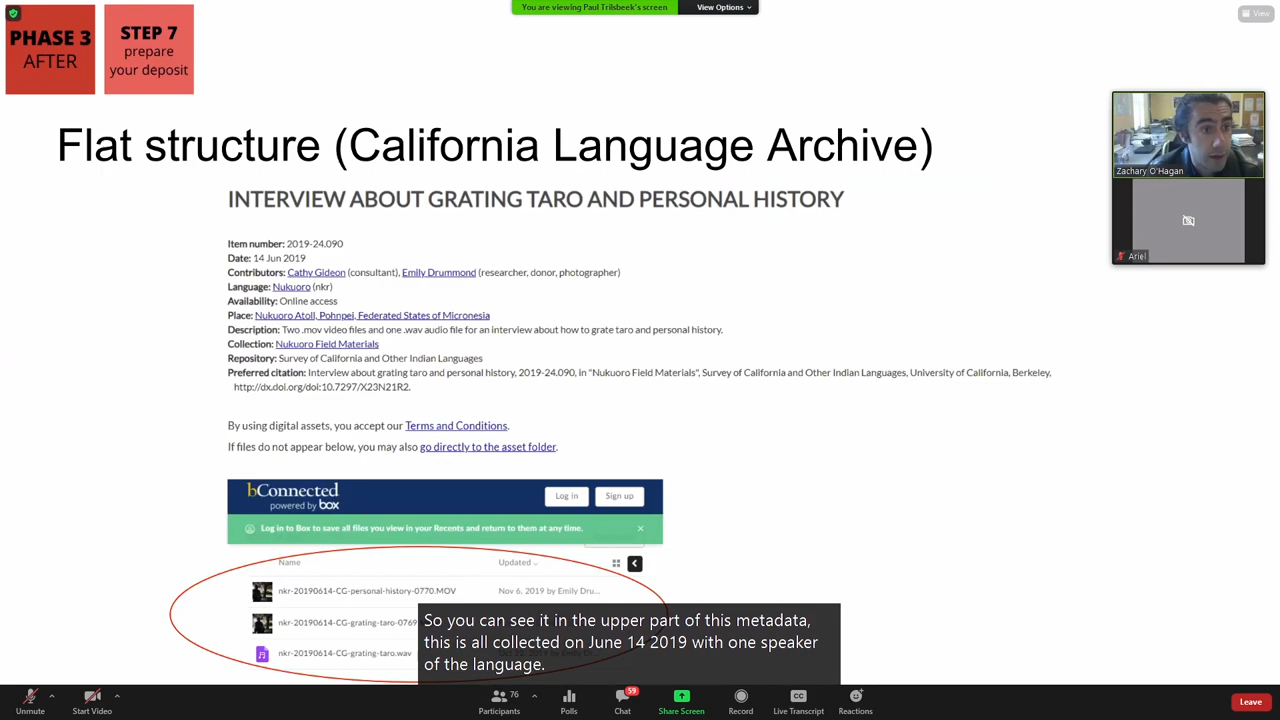 You are viewing Paul Trilsbeek's screen
View Options
View
PHASE 3
AFTER
STEP 7
prepare
your deposit
Flat structure (California Language Archive)
INTERVIEW ABOUT GRATING TARO AND PERSONAL HISTORY
Item number: 2019-24.090
Date: 14 Jun 2019
Contributors: Cathy Gideon (consultant), Emily Drummond (researcher, donor, photographer)
Language: Nukuoro (nkr)
Availability: Online access
Place: Nukuoro Atoll, Pohnpei, Federated States of Micronesia
Description: Two .mov video files and one .wav audio file for an interview about how to grate taro and personal history.
Collection: Nukuoro Field Materials
Repository: Survey of California and Other Indian Languages
Preferred citation: Interview about grating taro and personal history, 2019-24.090, in "Nukuoro Field Materials", Survey of California and Other Indian Languages, University of California, Berkeley,
http://dx.doi.org/doi:10.7297/X23N21R2.
By using digital assets, you accept our Terms and Conditions.
If files do not appear below, you may also go directly to the asset folder.
bConnected
powered by box
Log in
Sign up
Log in to Box to save all files you view in your Recents and return to them at any time.
Name
Updated
nkr-20190614-CG-personal-history-0770.MOV
Nov 6, 2019 by Emily Dru...
nkr-20190614-CG-grating-taro-0769
nkr-20190614-CG-grating-taro.wav
So you can see it in the upper part of this metadata,
this is all collected on June 14 2019 with one speaker
of the language.
Zachary O'Hagan
Ariel
Unmute
Start Video
76
Participants
Polls
59
Chat
Share Screen
Record
CC
Live Transcript
Reactions
Leave